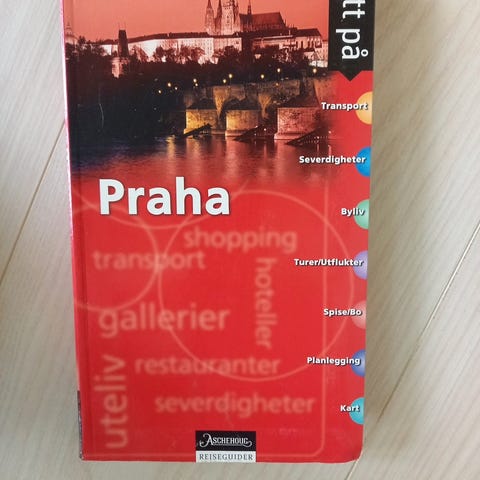 tt på
Transport
Severdigheter
Praha
Byliv
shopping
transport
Turer/Utflukter
hoteller
gallerier
Spise/Bo
uteliv
restauranter
Planlegging
severdigheter
Kart
ASCHEHOUG
REISEGUIDER